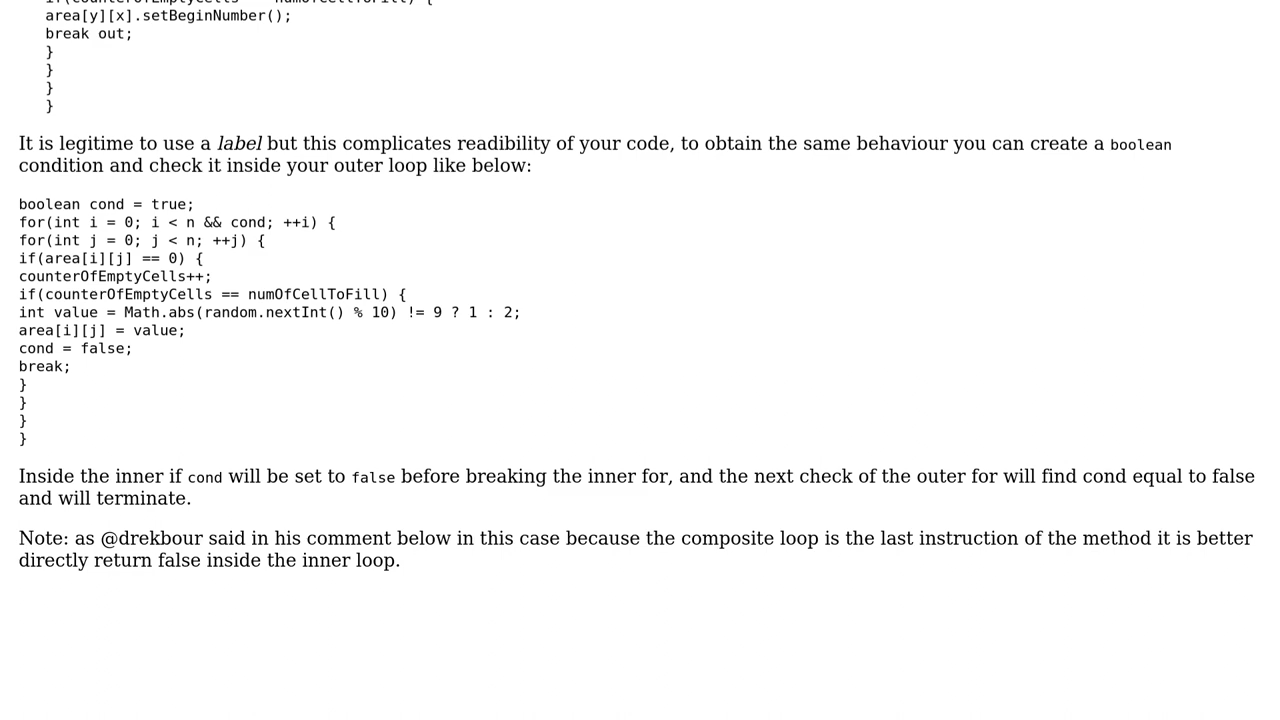 area[y][x].setBeginNumber();
break out;
}
}
}
}
It is legitime to use a label but this complicates readibility of your code, to obtain the same behaviour you can create a boolean
condition and check it inside your outer loop like below:
boolean cond = true;
for(int i = 0; i < n && cond; ++i) {
for(int j = 0; j < n; ++j) {
if(area[i][j] == 0) {
counterOfEmptyCells++;
if(counterOfEmptyCells == numOfCellToFill) {
int value = Math.abs(random.nextInt() % 10) != 9 ? 1 : 2;
area[i][j] = value;
cond = false;
break;
}
}
}
}
Inside the inner if cond will be set to false before breaking the inner for, and the next check of the outer for will find cond equal to false
and will terminate.
Note: as @drekbour said in his comment below in this case because the composite loop is the last instruction of the method it is better
directly return false inside the inner loop.